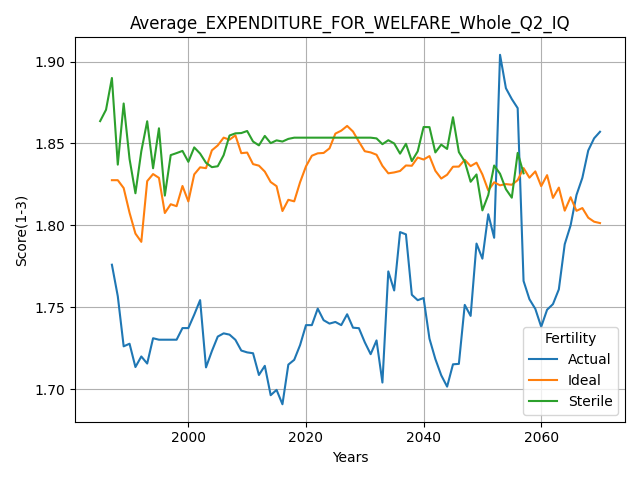 Average_EXPENDITURE_FOR_WELFARE_Whole_Q2_IQ
Score(1-3)
1.90
1.85
1.80
1.75
1.70
2000 2020 2040 2060
Years
Fertility
Actual
Ideal
Sterile